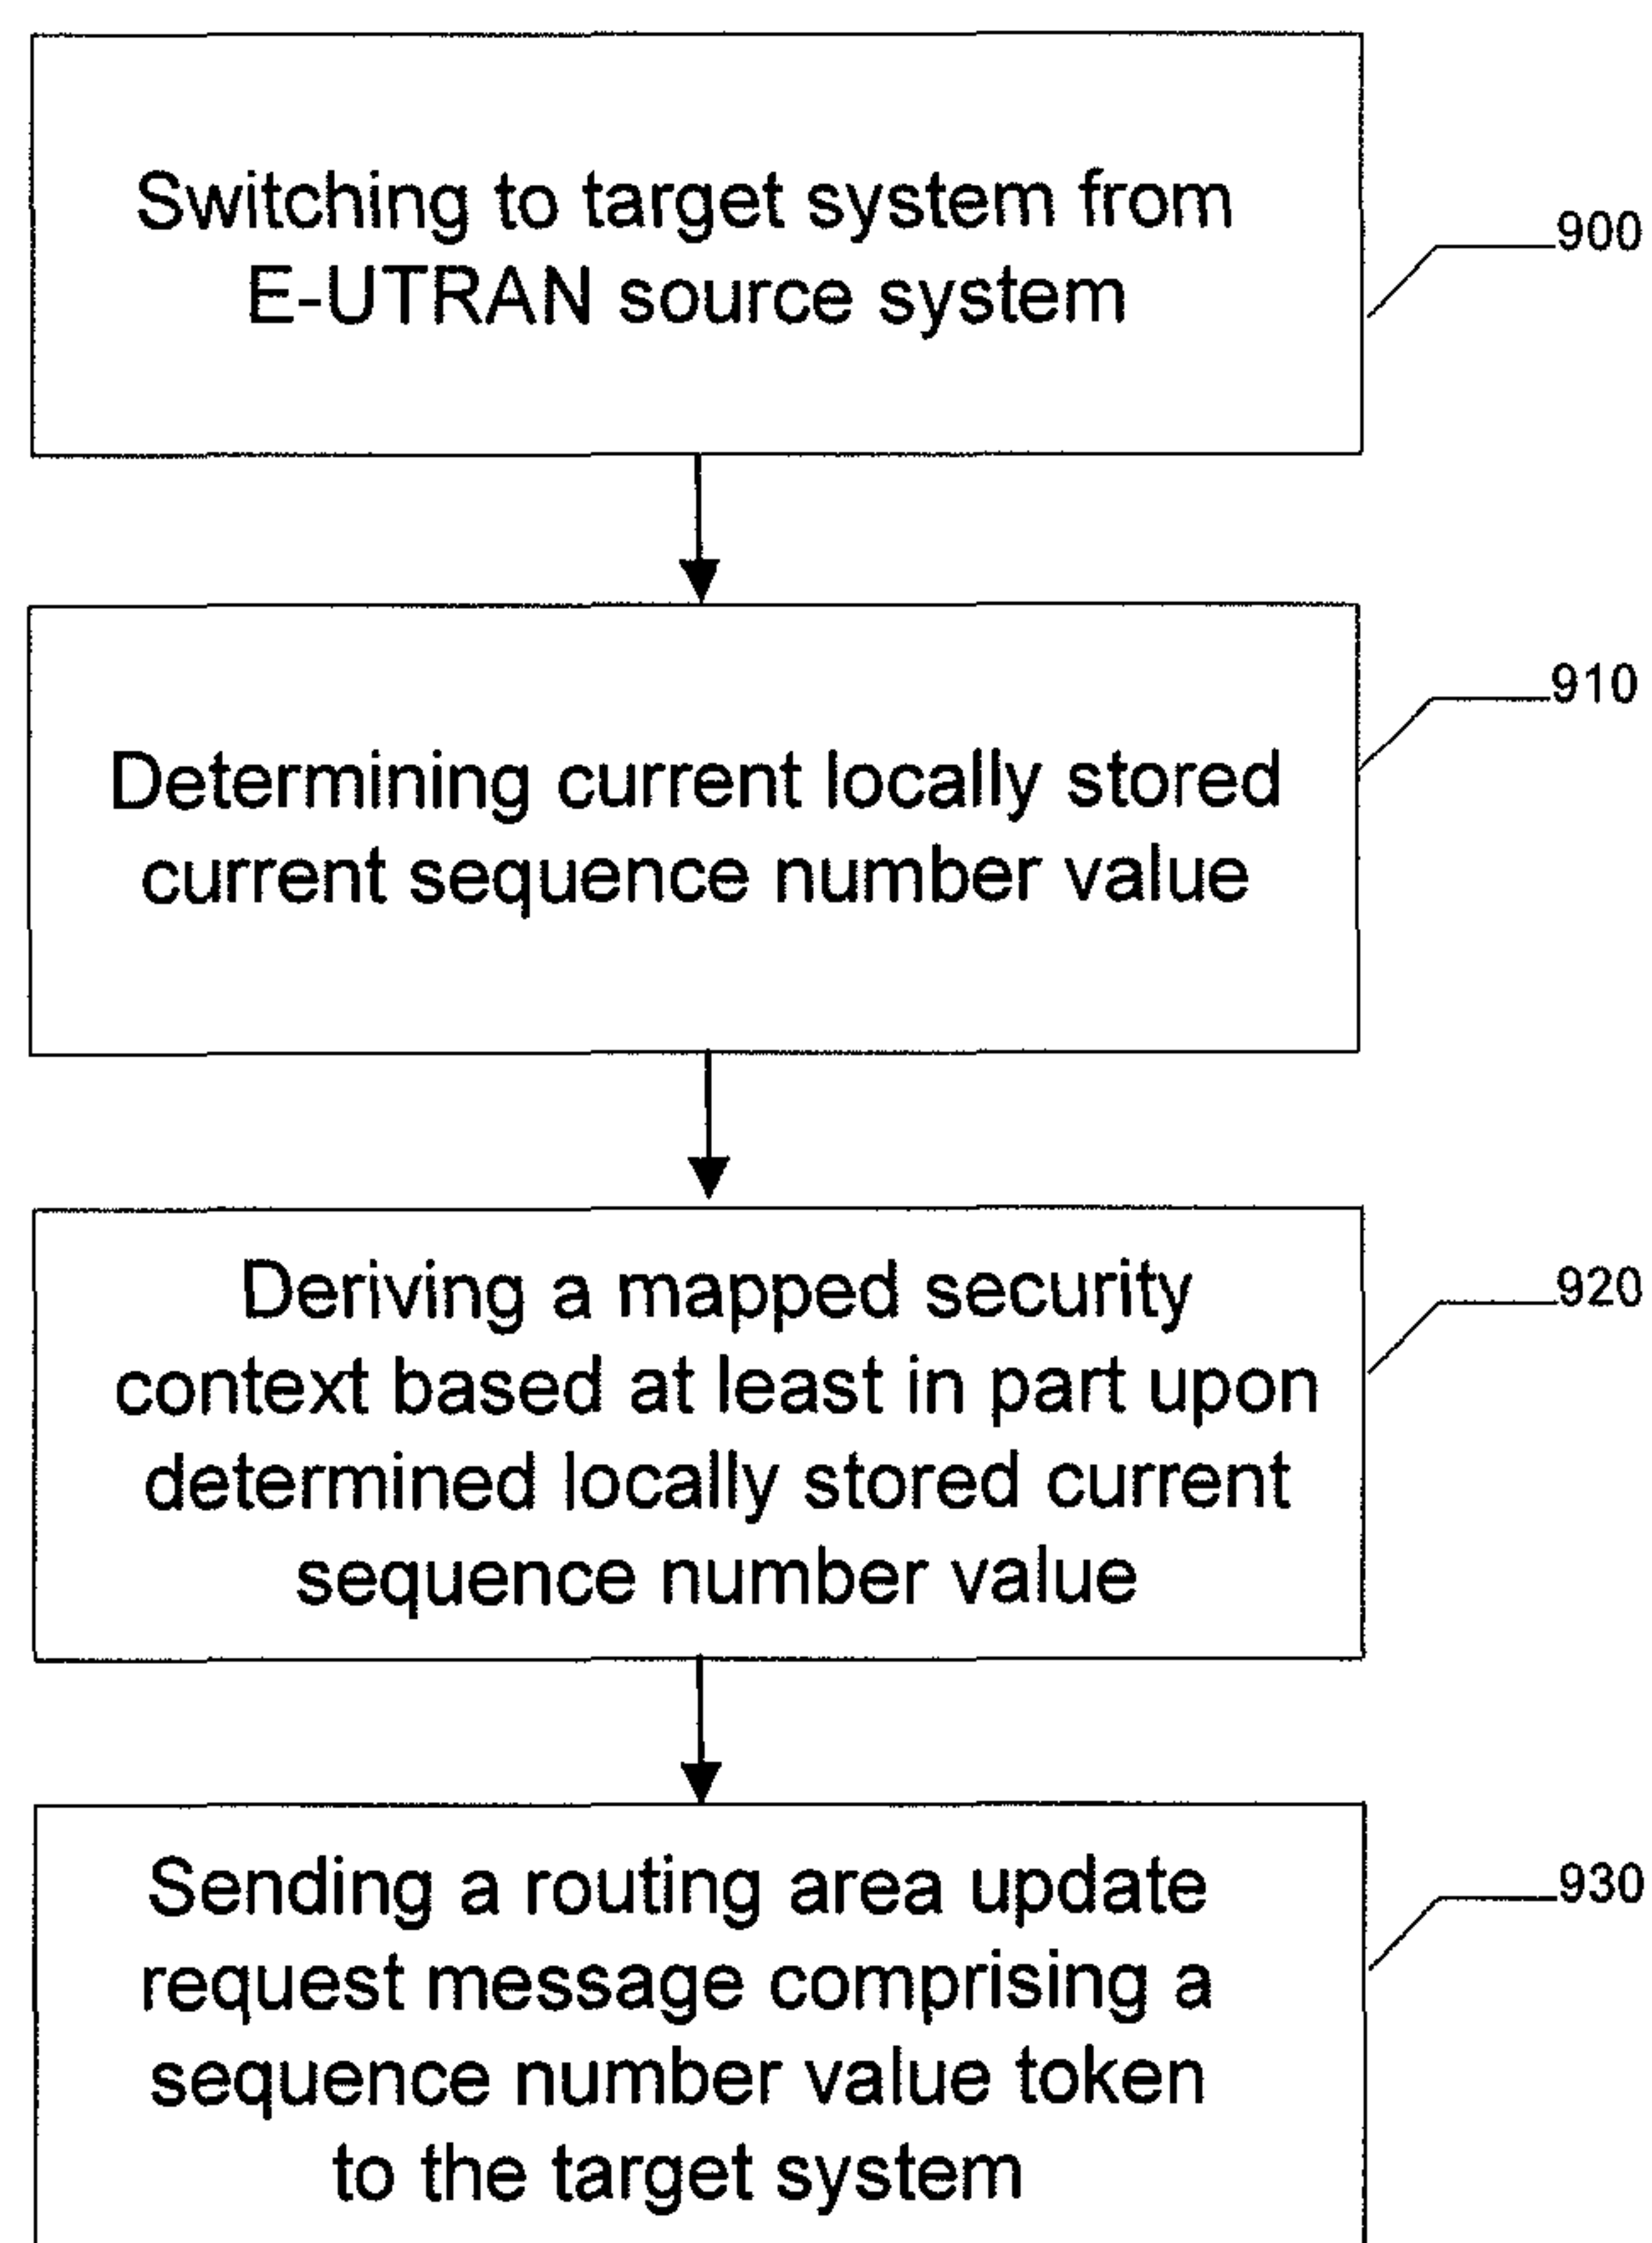 Switching to target system from
E-UTRAN source system
900
Determining current locally stored
current sequence number value
910
Deriving a mapped security
context based at least in part upon
determined locally stored current
sequence number value
920
Sending a routing area update
request message comprising a
sequence number value token
to the target system
930